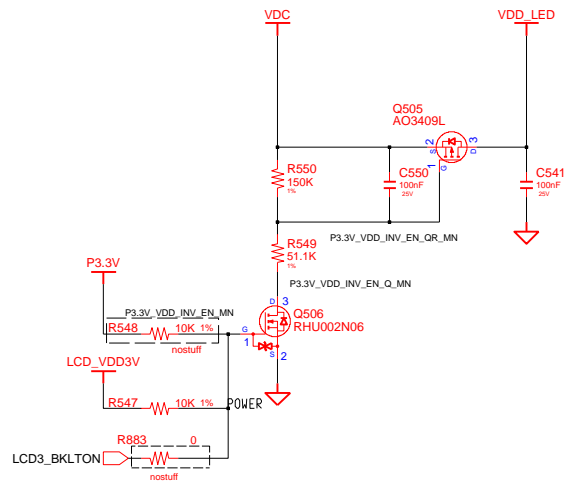 VDC
VDD_LED
Q505
AO3409L
2
3
S
D
1
G
R550
150K
1%
C550
100nF
25V
C541
100nF
25V
P3.3V_VDD_INV_EN_QR_MN
R549
51.1K
1%
P3.3V
P3.3V_VDD_INV_EN_Q_MN
P3.3V_VDD_INV_EN_MN
D
3
Q506
RHU002N06
R548
10K
1%
G
1
S
2
nostuff
LCD_VDD3V
R547
10K
1%
POWER
R883
0
LCD3_BKLTON
nostuff